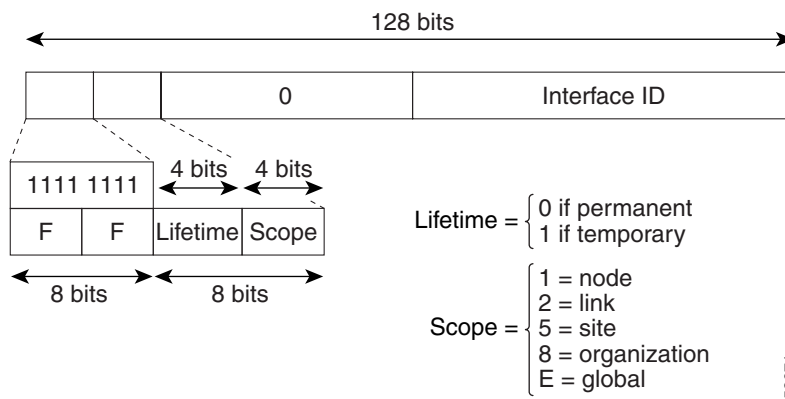 128 bits
0 Interface ID
4 bits 4 bits
1111 1111
F F Lifetime Scope
8 bits 8 bits
Lifetime = 0 if permanent
1 if temporary
Scope = 1 = node
2 = link
5 = site
8 = organization
E = global